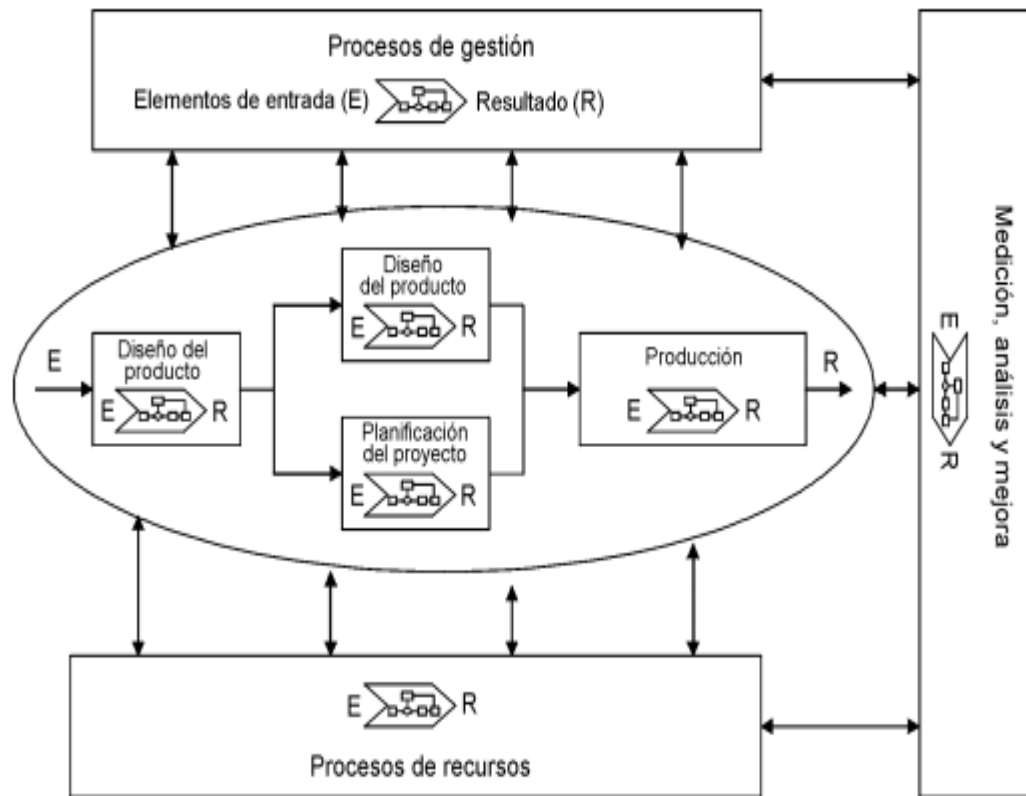 Procesos de gestión
Elementos de entrada (E) Resultado (R)
Diseño
del producto
E R
E
Diseño del
producto
E R
Planificación
del proyecto
E R
Producción
E R
R
E R
Procesos de recursos
Medición, análisis y mejora
E R